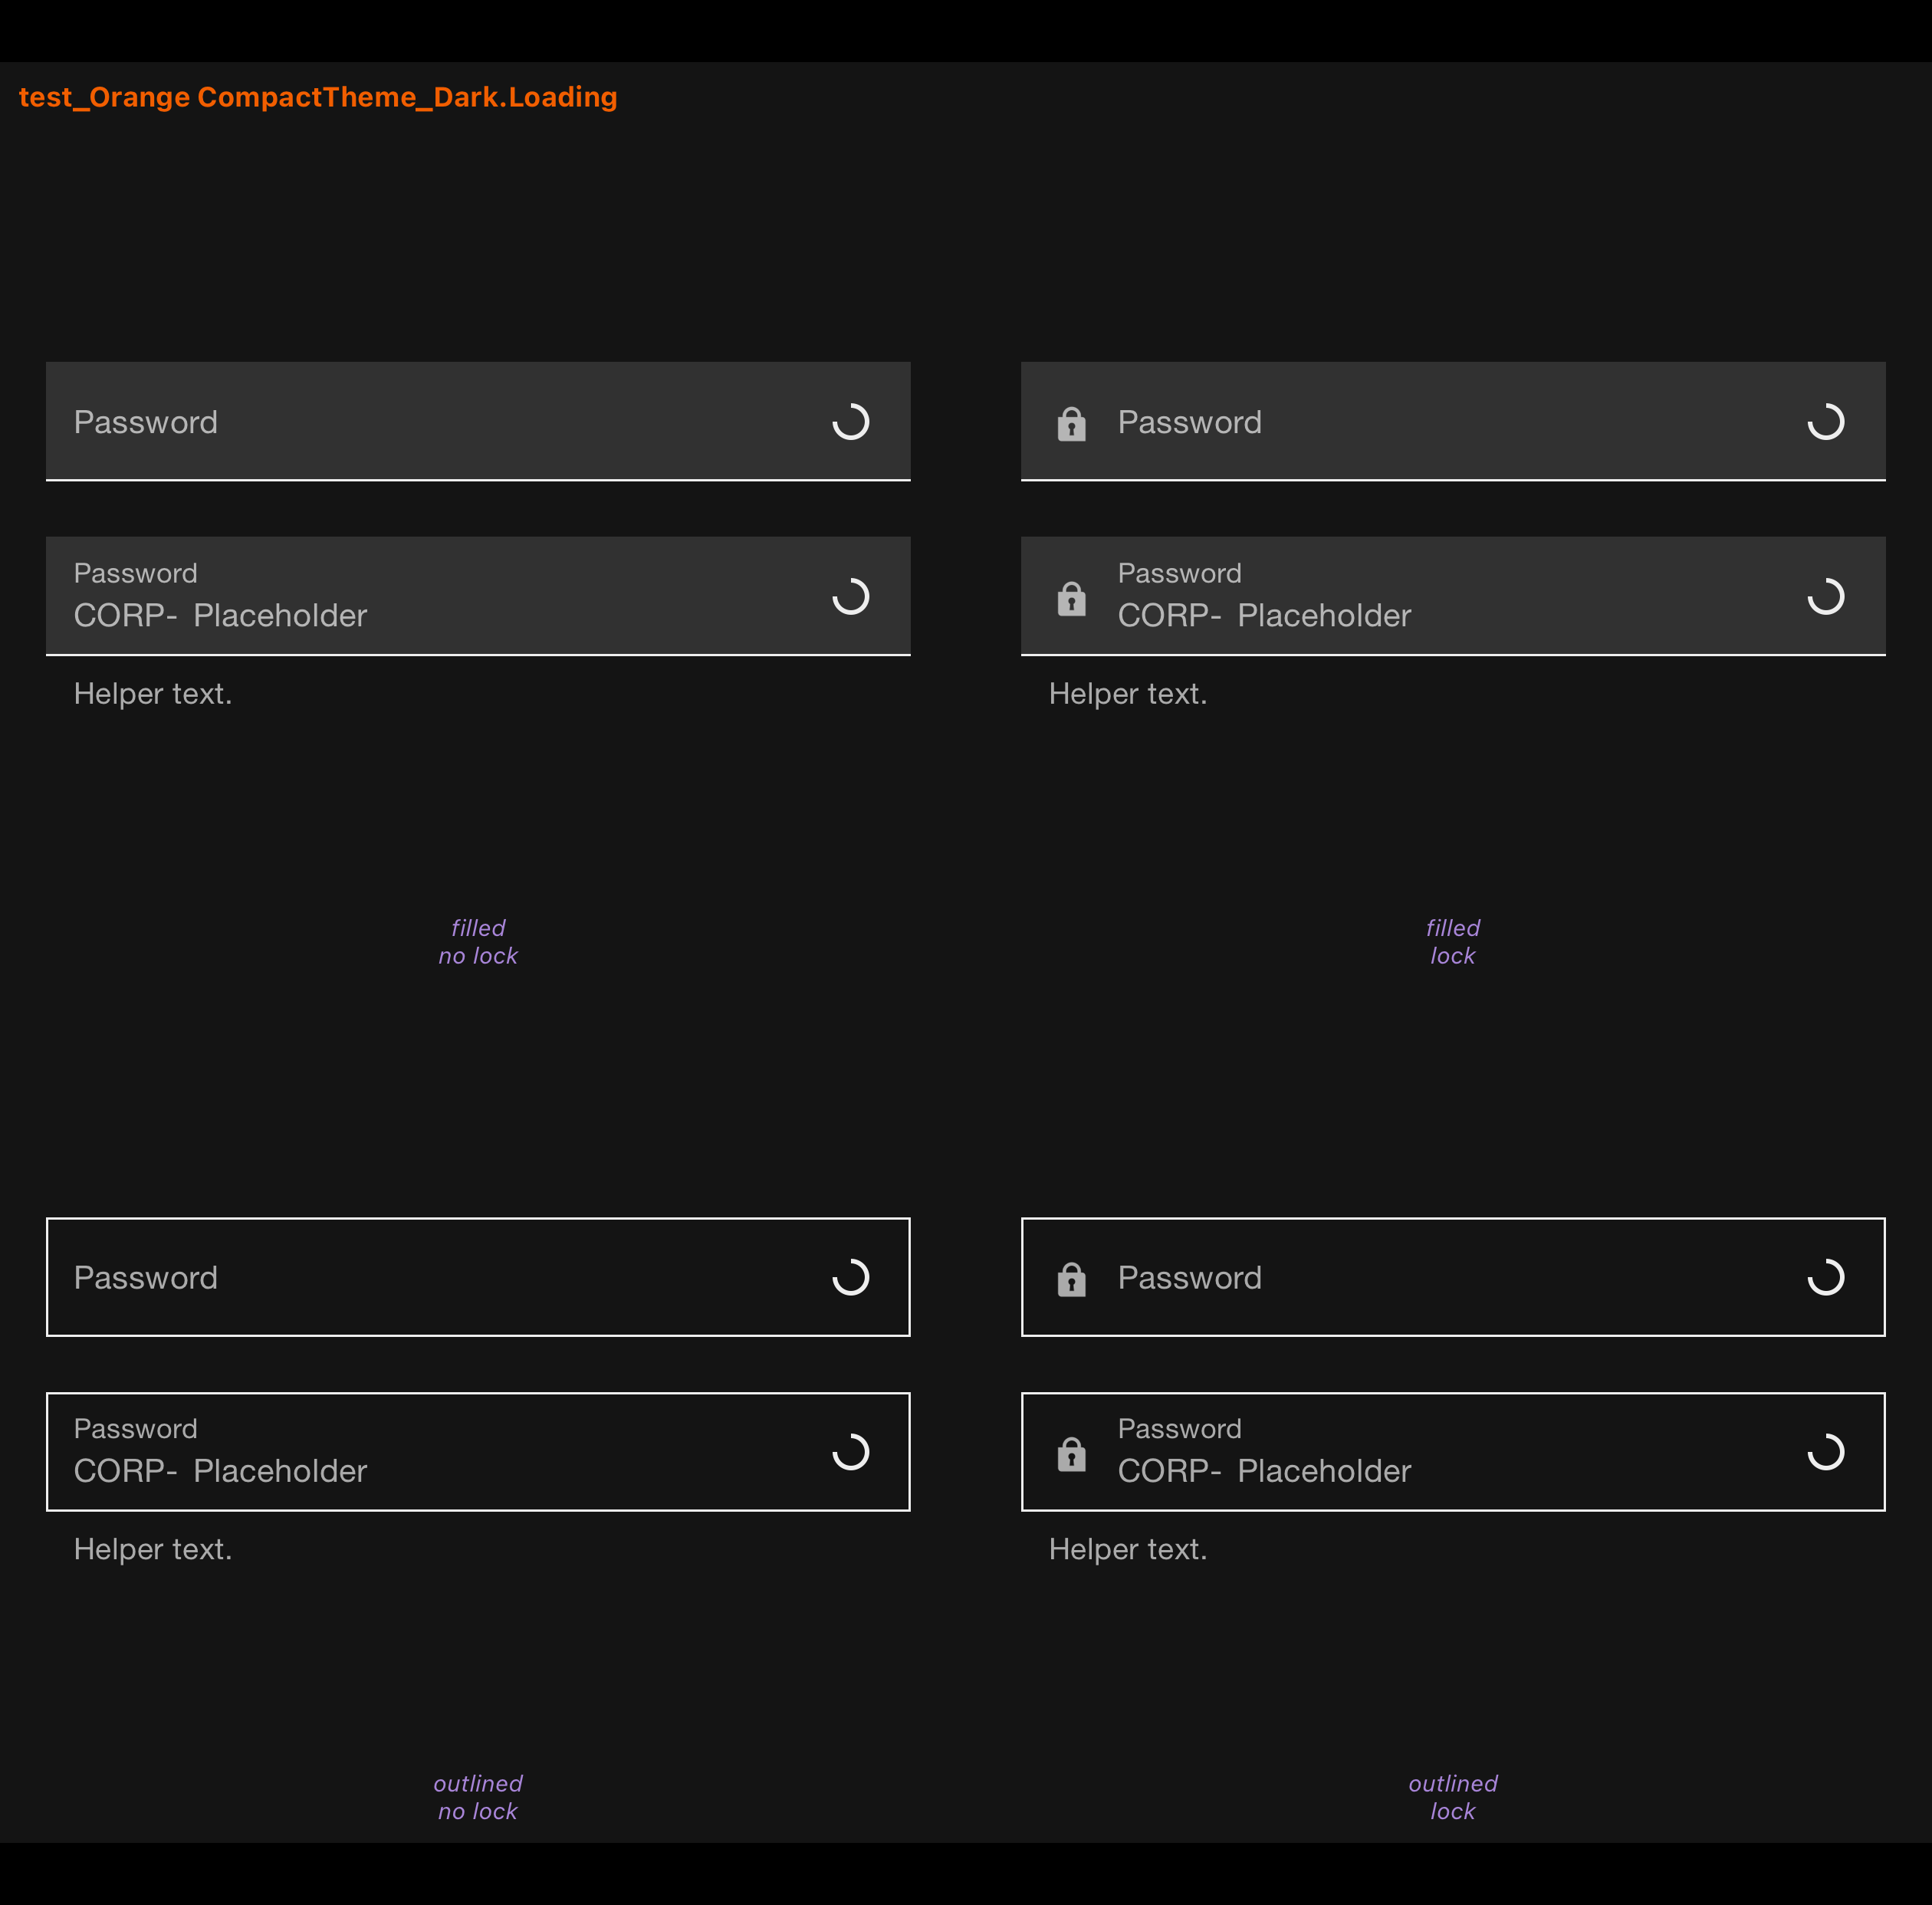 test_Orange CompactTheme_Dark.Loading
Password
Password
Password
CORP- Placeholder
Helper text.
Password
CORP- Placeholder
Helper text.
filled
no lock
filled
lock
Password
Password
Password
CORP- Placeholder
Helper text.
Password
CORP- Placeholder
Helper text.
outlined
no lock
outlined
lock